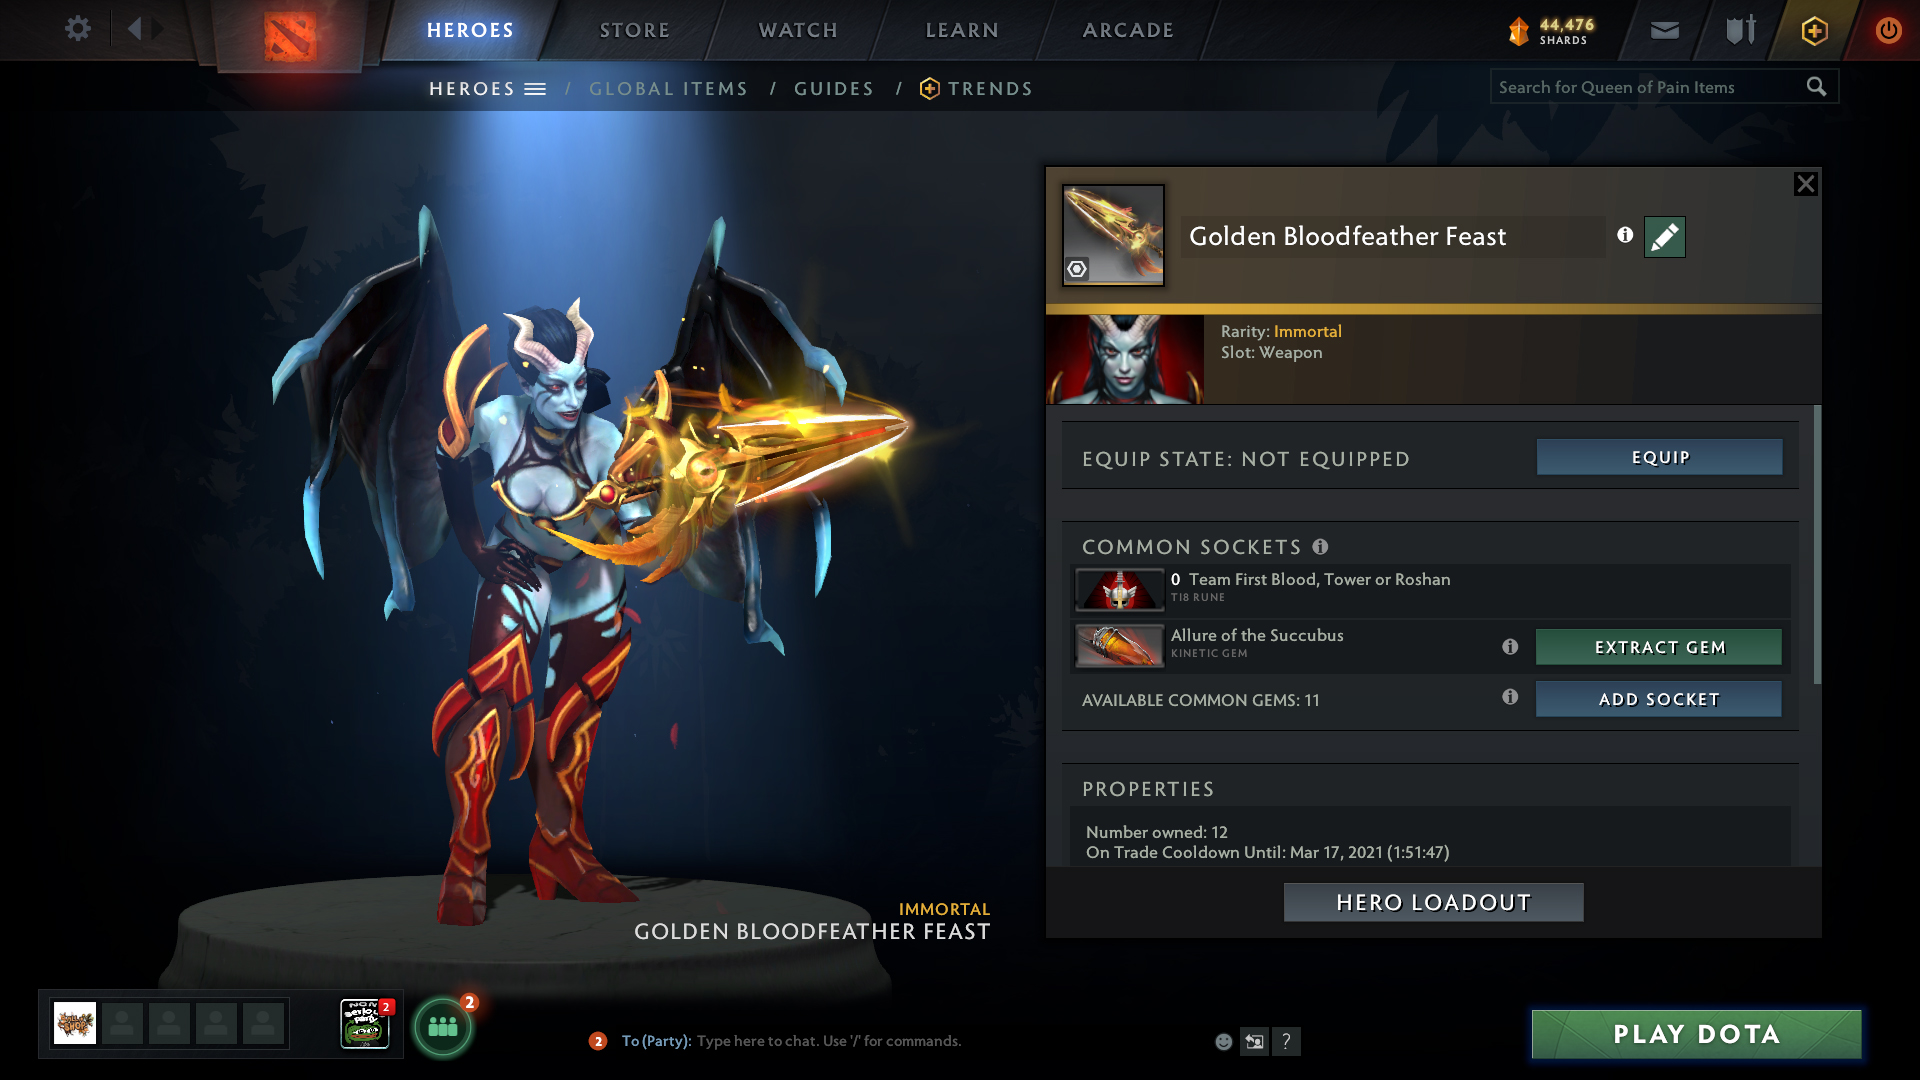 HEROES
STORE
WATCH
LEARN
ARCADE
44,476
SHARDS
HEROES / GLOBAL ITEMS / GUIDES / TRENDS
Search for Queen of Pain Items
Golden Bloodfeather Feast
Rarity: Immortal
Slot: Weapon
EQUIP STATE: NOT EQUIPPED
EQUIP
COMMON SOCKETS
0 Team First Blood, Tower or Roshan
TI8 RUNE
Allure of the Succubus
KINETIC GEM
EXTRACT GEM
AVAILABLE COMMON GEMS: 11
ADD SOCKET
PROPERTIES
Number owned: 12
On Trade Cooldown Until: Mar 17, 2021 (1:51:47)
HERO LOADOUT
IMMORTAL
GOLDEN BLOODFEATHER FEAST
2
2
2
To (Party): Type here to chat. Use '/' for commands.
?
PLAY DOTA